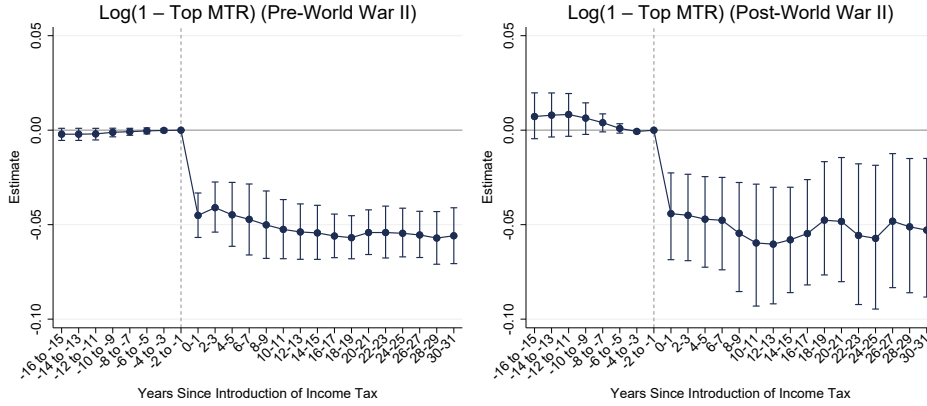 Log(1 – Top MTR) (Pre-World War II)
0.05
0.00
-0.05
-0.10
Estimate
-16 to -15
-14 to -13
-12 to -11
-10 to -9
-8 to -7
-6 to -5
-4 to -3
-2 to -1
0-1
2-3
4-5
6-7
8-9
10-11
12-13
14-15
16-17
18-19
20-21
22-23
24-25
26-27
28-29
30-31
Years Since Introduction of Income Tax
Log(1 – Top MTR) (Post-World War II)
0.05
0.00
-0.05
-0.10
Estimate
-16 to -15
-14 to -13
-12 to -11
-10 to -9
-8 to -7
-6 to -5
-4 to -3
-2 to -1
0-1
2-3
4-5
6-7
8-9
10-11
12-13
14-15
16-17
18-19
20-21
22-23
24-25
26-27
28-29
30-31
Years Since Introduction of Income Tax